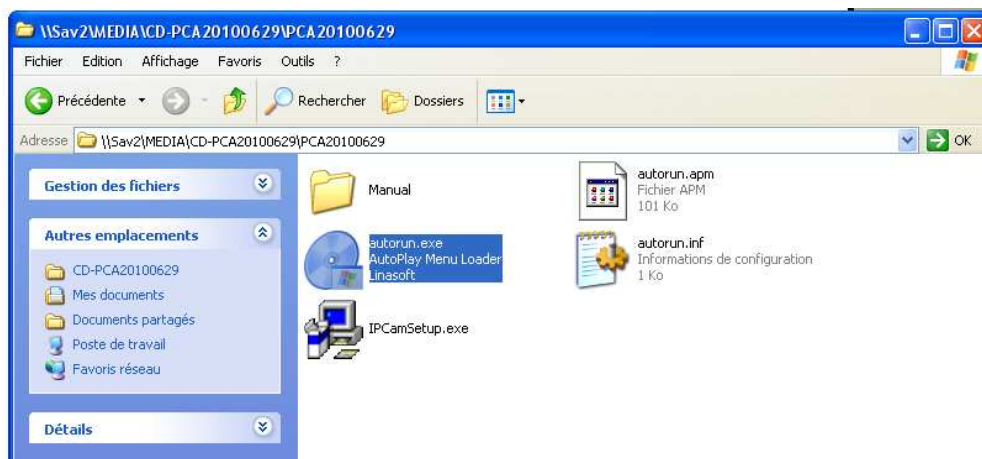 \\Sav2\MEDIA\CD-PCA20100629\PCA20100629
Fichier Edition Affichage Favoris Outils ?
Précédente Rechercher Dossiers
Adresse \\Sav2\MEDIA\CD-PCA20100629\PCA20100629 OK
Gestion des fichiers
Autres emplacements
CD-PCA20100629
Mes documents
Documents partagés
Poste de travail
Favoris réseau
Détails
Manual
autorun.apm
Fichier APM
101 Ko
autorun.exe
AutoPlay Menu Loader
Linasoft
autorun.inf
Informations de configuration
1 Ko
IPCamSetup.exe